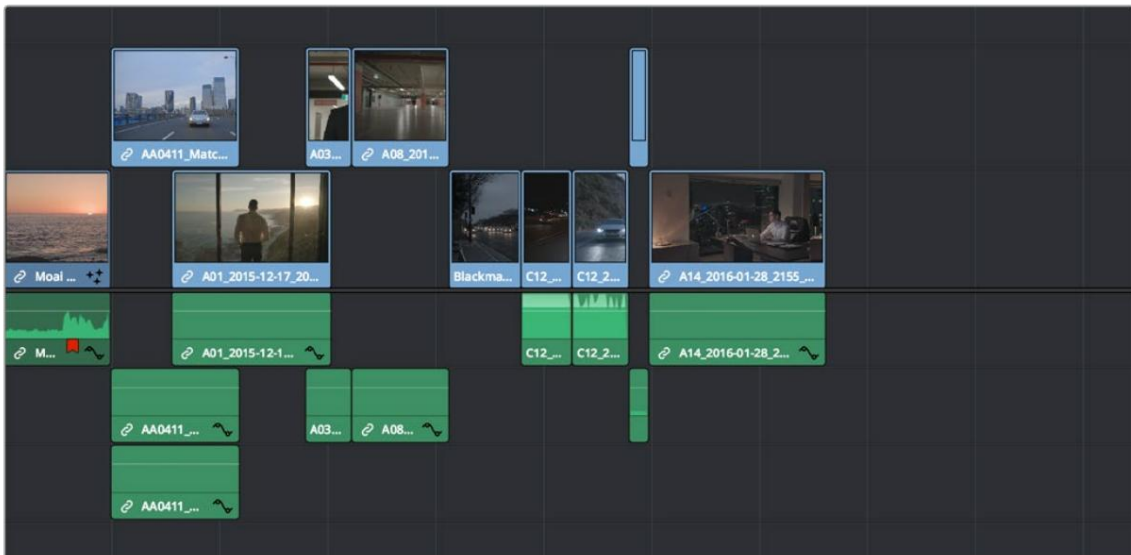 AA0411_Matc...
A03...
A08_201...
Moai ...
A01_2015-12-17_20...
Blackma...
C12_...
C12_2...
A14_2016-01-28_2155_...
M...
A01_2015-12-1...
C12_...
C12_2...
A14_2016-01-28_2...
AA0411_...
A03...
A08...
AA0411_...